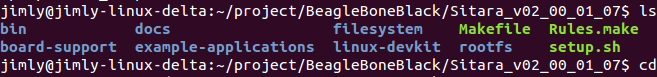 jimly@jimly-linux-delta:~/project/BeagleBoneBlack/Sitara_v02_00_01_07$ ls
bin docs filesystem Makefile Rules.make
board-support example-applications linux-devkit rootfs setup.sh
jimly@jimly-linux-delta:~/project/BeagleBoneBlack/Sitara_v02_00_01_07$ cd